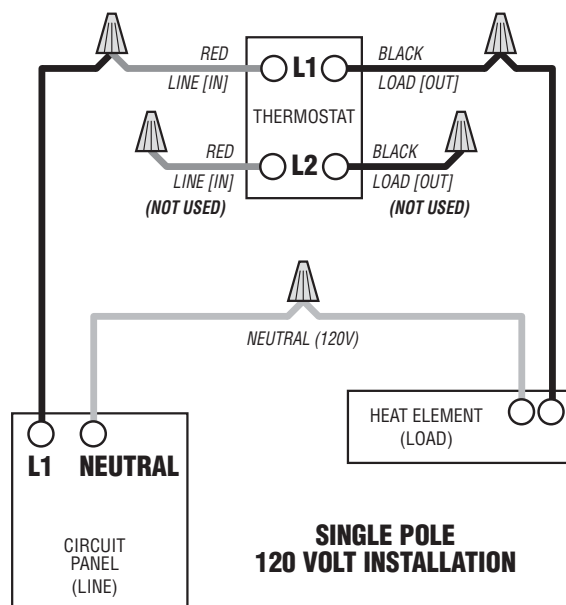 RED
L1
BLACK
LINE [IN]
LOAD [OUT]
THERMOSTAT
RED
L2
BLACK
LINE [IN]
LOAD [OUT]
(NOT USED)
(NOT USED)
NEUTRAL (120V)
HEAT ELEMENT
(LOAD)
L1
NEUTRAL
CIRCUIT
PANEL
(LINE)
SINGLE POLE
120 VOLT INSTALLATION